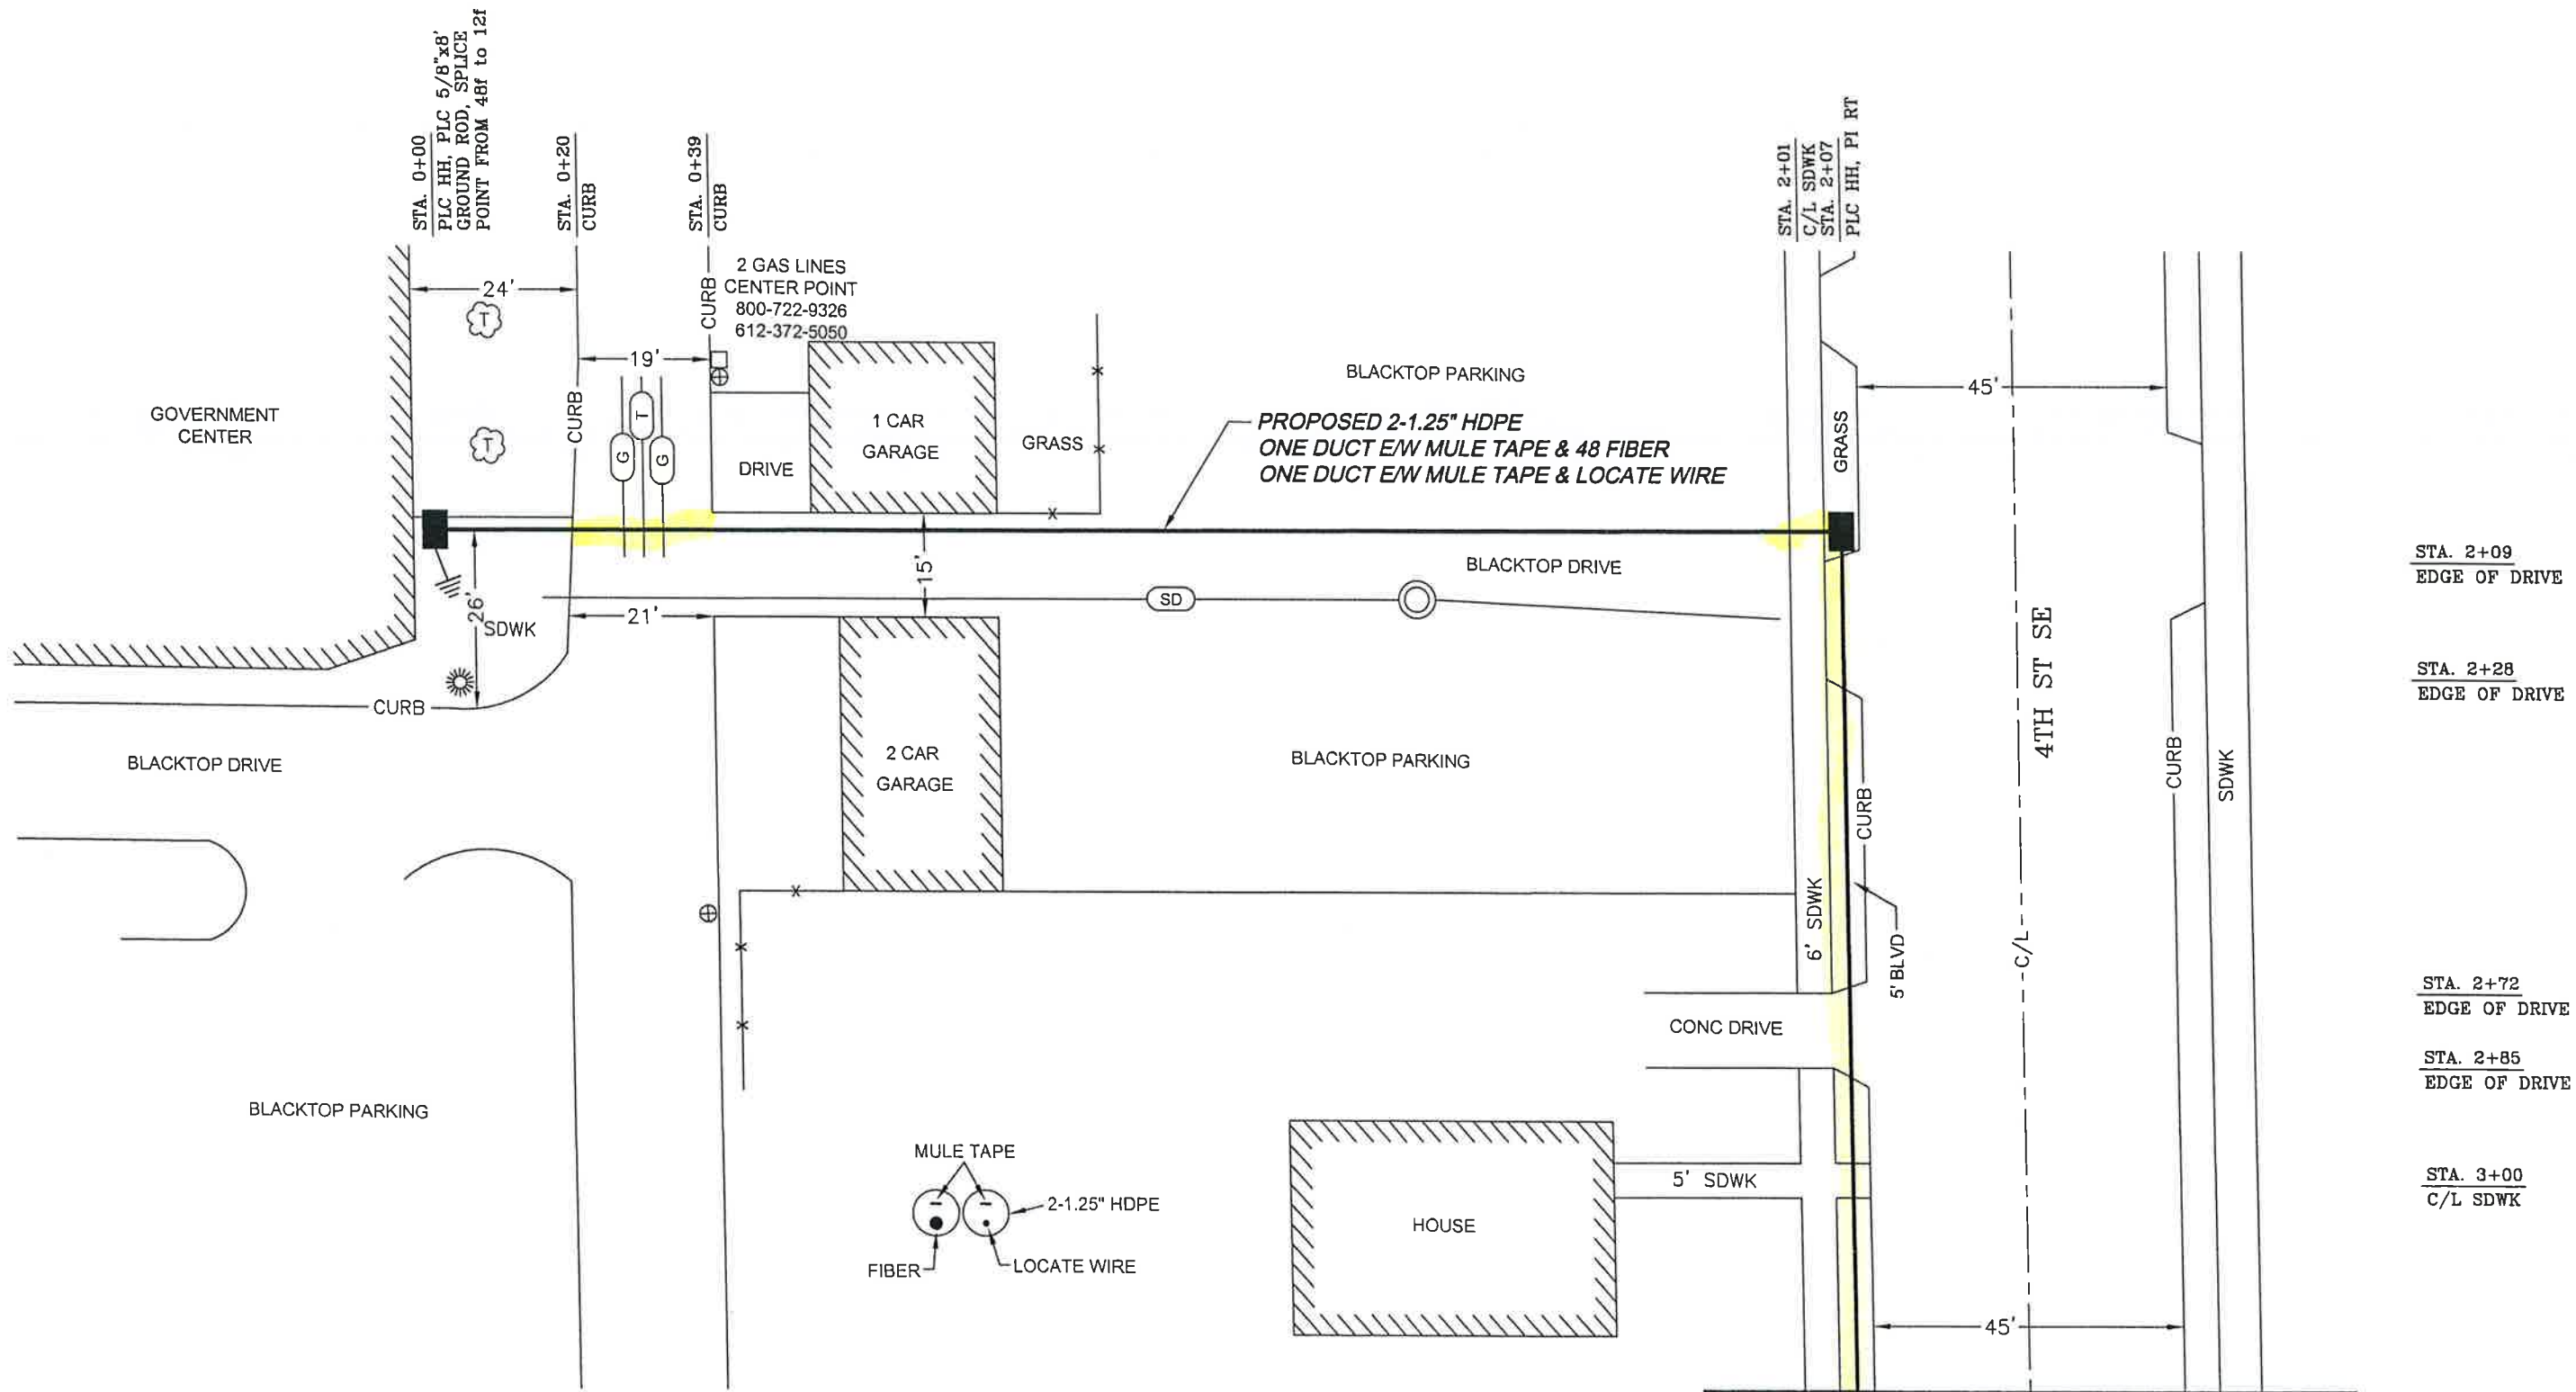 STA. 0+00
PLC HH, PLC 5/8"x8'
GROUND ROD, SPLICE
POINT FROM 48f to 12f
STA. 0+20
CURB
STA. 0+39
CURB
STA. 2+01
C/L SDWK
STA. 2+07
PLC HH, PI RT
2 GAS LINES
CENTER POINT
800-722-9326
612-372-5050
CURB
24'
T
19'
T
GOVERNMENT
CENTER
CURB
T
G
G
DRIVE
1 CAR
GARAGE
GRASS
BLACKTOP PARKING
PROPOSED 2-1.25" HDPE
ONE DUCT E/W MULE TAPE & 48 FIBER
ONE DUCT E/W MULE TAPE & LOCATE WIRE
GRASS
45'
26'
SDWK
21'
15'
SD
BLACKTOP DRIVE
STA. 2+09
EDGE OF DRIVE
4TH ST SE
STA. 2+28
EDGE OF DRIVE
CURB
BLACKTOP DRIVE
2 CAR
GARAGE
BLACKTOP PARKING
CURB
CURB
SDWK
6' SDWK
5' BLVD
C/L
STA. 2+72
EDGE OF DRIVE
CONC DRIVE
STA. 2+85
EDGE OF DRIVE
BLACKTOP PARKING
MULE TAPE
2-1.25" HDPE
FIBER
LOCATE WIRE
5' SDWK
HOUSE
STA. 3+00
C/L SDWK
45'